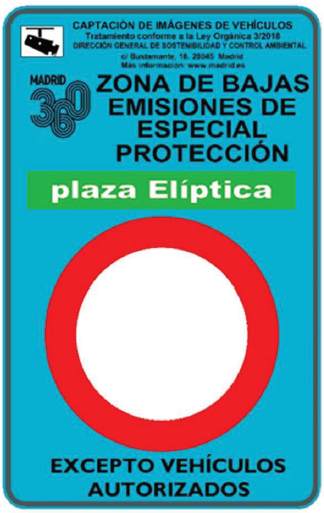 CAPTACIÓN DE IMÁGENES DE VEHÍCULOS
Tratamiento conforme a la Ley Orgánica 3/2018
DIRECCIÓN GENERAL DE SOSTENIBILIDAD Y CONTROL AMBIENTAL
c/ Bustamante, 16. 28045 Madrid
Más información: www.madrid.es
MADRID
360
ZONA DE BAJAS
EMISIONES DE
ESPECIAL
PROTECCIÓN
plaza Elíptica
EXCEPTO VEHÍCULOS
AUTORIZADOS